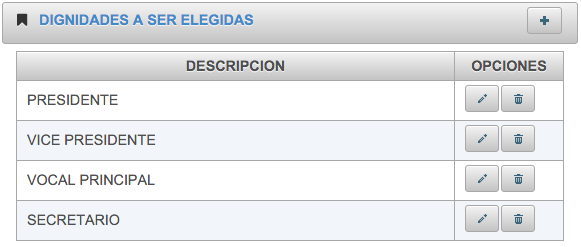 DIGNIDADES A SER ELEGIDAS
DESCRIPCION OPCIONES
PRESIDENTE
VICE PRESIDENTE
VOCAL PRINCIPAL
SECRETARIO